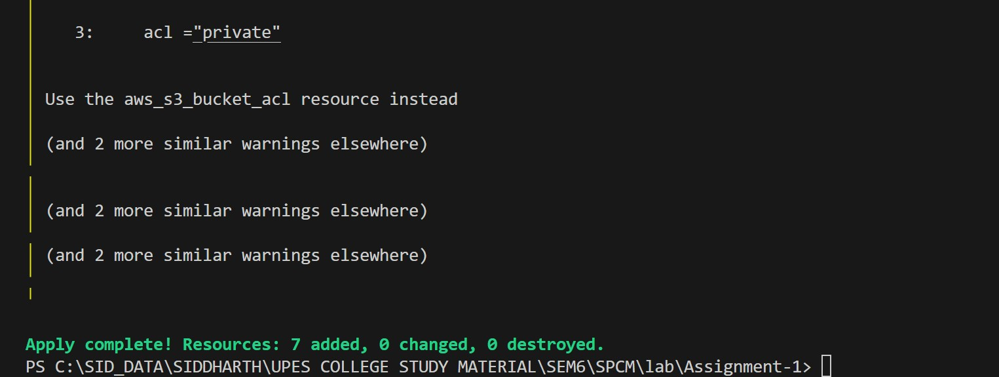 3:     acl ="private"
Use the aws_s3_bucket_acl resource instead
(and 2 more similar warnings elsewhere)
(and 2 more similar warnings elsewhere)
(and 2 more similar warnings elsewhere)
Apply complete! Resources: 7 added, 0 changed, 0 destroyed.
PS C:\SID_DATA\SIDDHARTH\UPES COLLEGE STUDY MATERIAL\SEM6\SPCM\lab\Assignment-1>